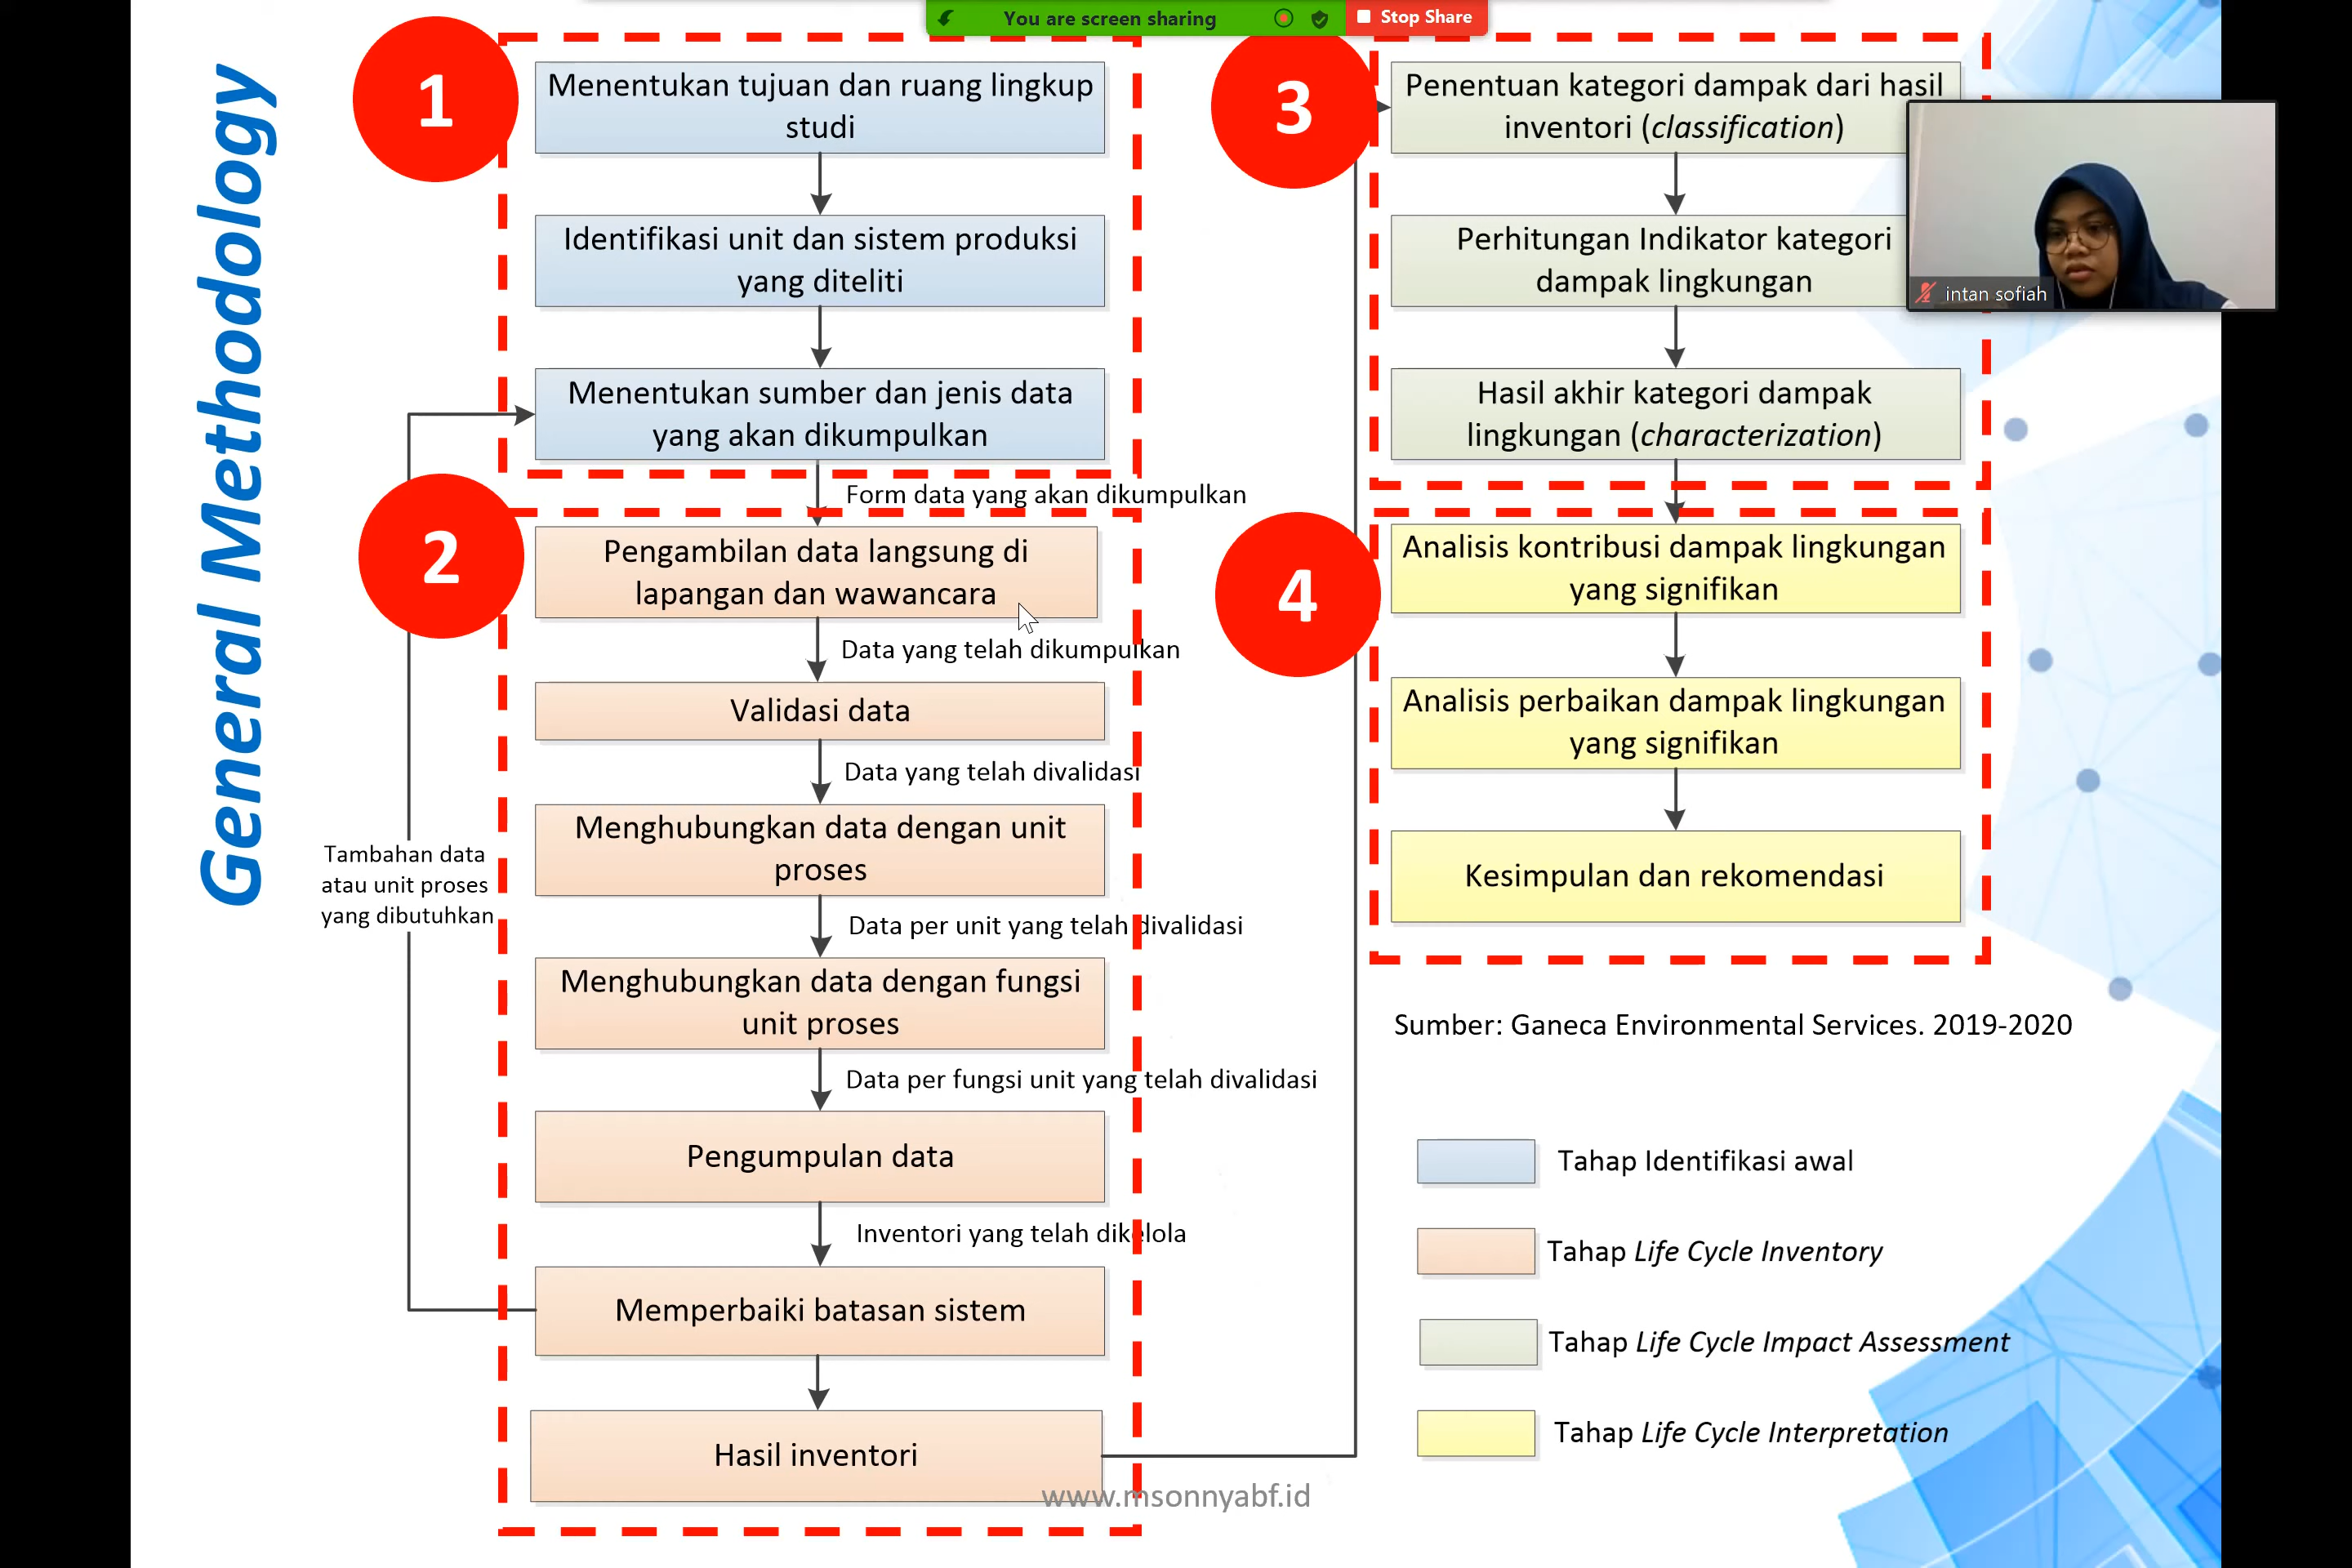 You are screen sharing
Stop Share
General Methodology
1
Menentukan tujuan dan ruang lingkup
studi
Identifikasi unit dan sistem produksi
yang diteliti
Menentukan sumber dan jenis data
yang akan dikumpulkan
Form data yang akan dikumpulkan
2
Pengambilan data langsung di
lapangan dan wawancara
Data yang telah dikumpulkan
Validasi data
Data yang telah divalidasi
Menghubungkan data dengan unit
proses
Data per unit yang telah divalidasi
Menghubungkan data dengan fungsi
unit proses
Data per fungsi unit yang telah divalidasi
Pengumpulan data
Inventori yang telah dikelola
Memperbaiki batasan sistem
Tambahan data
atau unit proses
yang dibutuhkan
Hasil inventori
3
Penentuan kategori dampak dari hasil
inventori (classification)
Perhitungan Indikator kategori
dampak lingkungan
Hasil akhir kategori dampak
lingkungan (characterization)
4
Analisis kontribusi dampak lingkungan
yang signifikan
Analisis perbaikan dampak lingkungan
yang signifikan
Kesimpulan dan rekomendasi
Sumber: Ganeca Environmental Services. 2019-2020
Tahap Identifikasi awal
Tahap Life Cycle Inventory
Tahap Life Cycle Impact Assessment
Tahap Life Cycle Interpretation
intan sofiah
www.msonnyabf.id